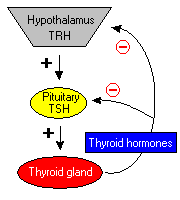 Hypothalamus
TRH
+
Pituitary
TSH
+
Thyroid hormones
Thyroid gland